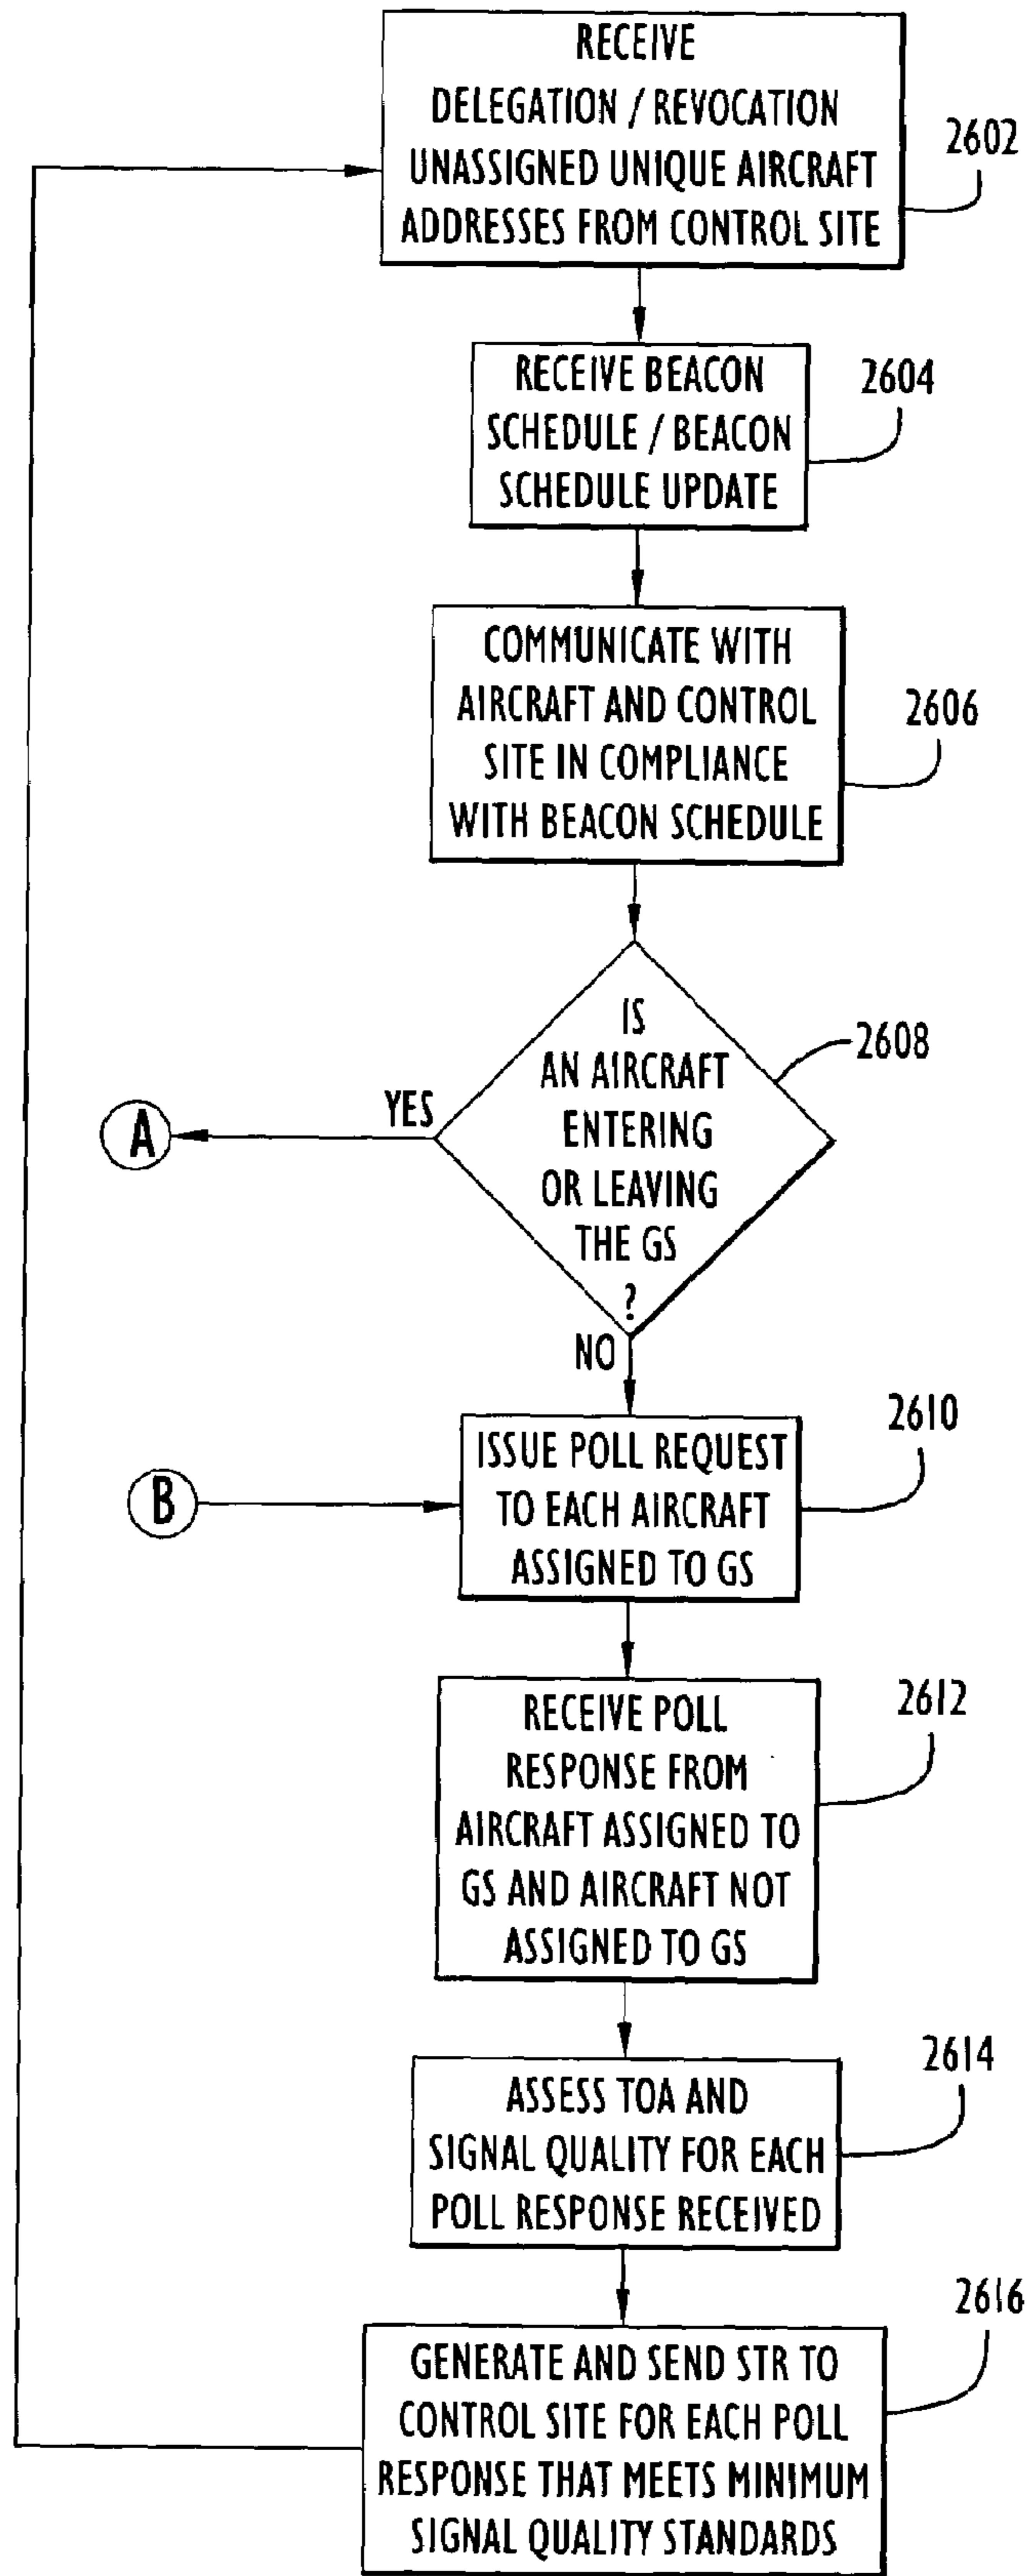 RECEIVE
DELEGATION / REVOCATION
UNASSIGNED UNIQUE AIRCRAFT
ADDRESSES FROM CONTROL SITE
2602
RECEIVE BEACON
SCHEDULE / BEACON
SCHEDULE UPDATE
2604
COMMUNICATE WITH
AIRCRAFT AND CONTROL
SITE IN COMPLIANCE
WITH BEACON SCHEDULE
2606
IS
AN AIRCRAFT
ENTERING
OR LEAVING
THE GS
?
2608
YES
A
NO
ISSUE POLL REQUEST
TO EACH AIRCRAFT
ASSIGNED TO GS
2610
B
RECEIVE POLL
RESPONSE FROM
AIRCRAFT ASSIGNED TO
GS AND AIRCRAFT NOT
ASSIGNED TO GS
2612
ASSESS TOA AND
SIGNAL QUALITY FOR EACH
POLL RESPONSE RECEIVED
2614
GENERATE AND SEND STR TO
CONTROL SITE FOR EACH POLL
RESPONSE THAT MEETS MINIMUM
SIGNAL QUALITY STANDARDS
2616